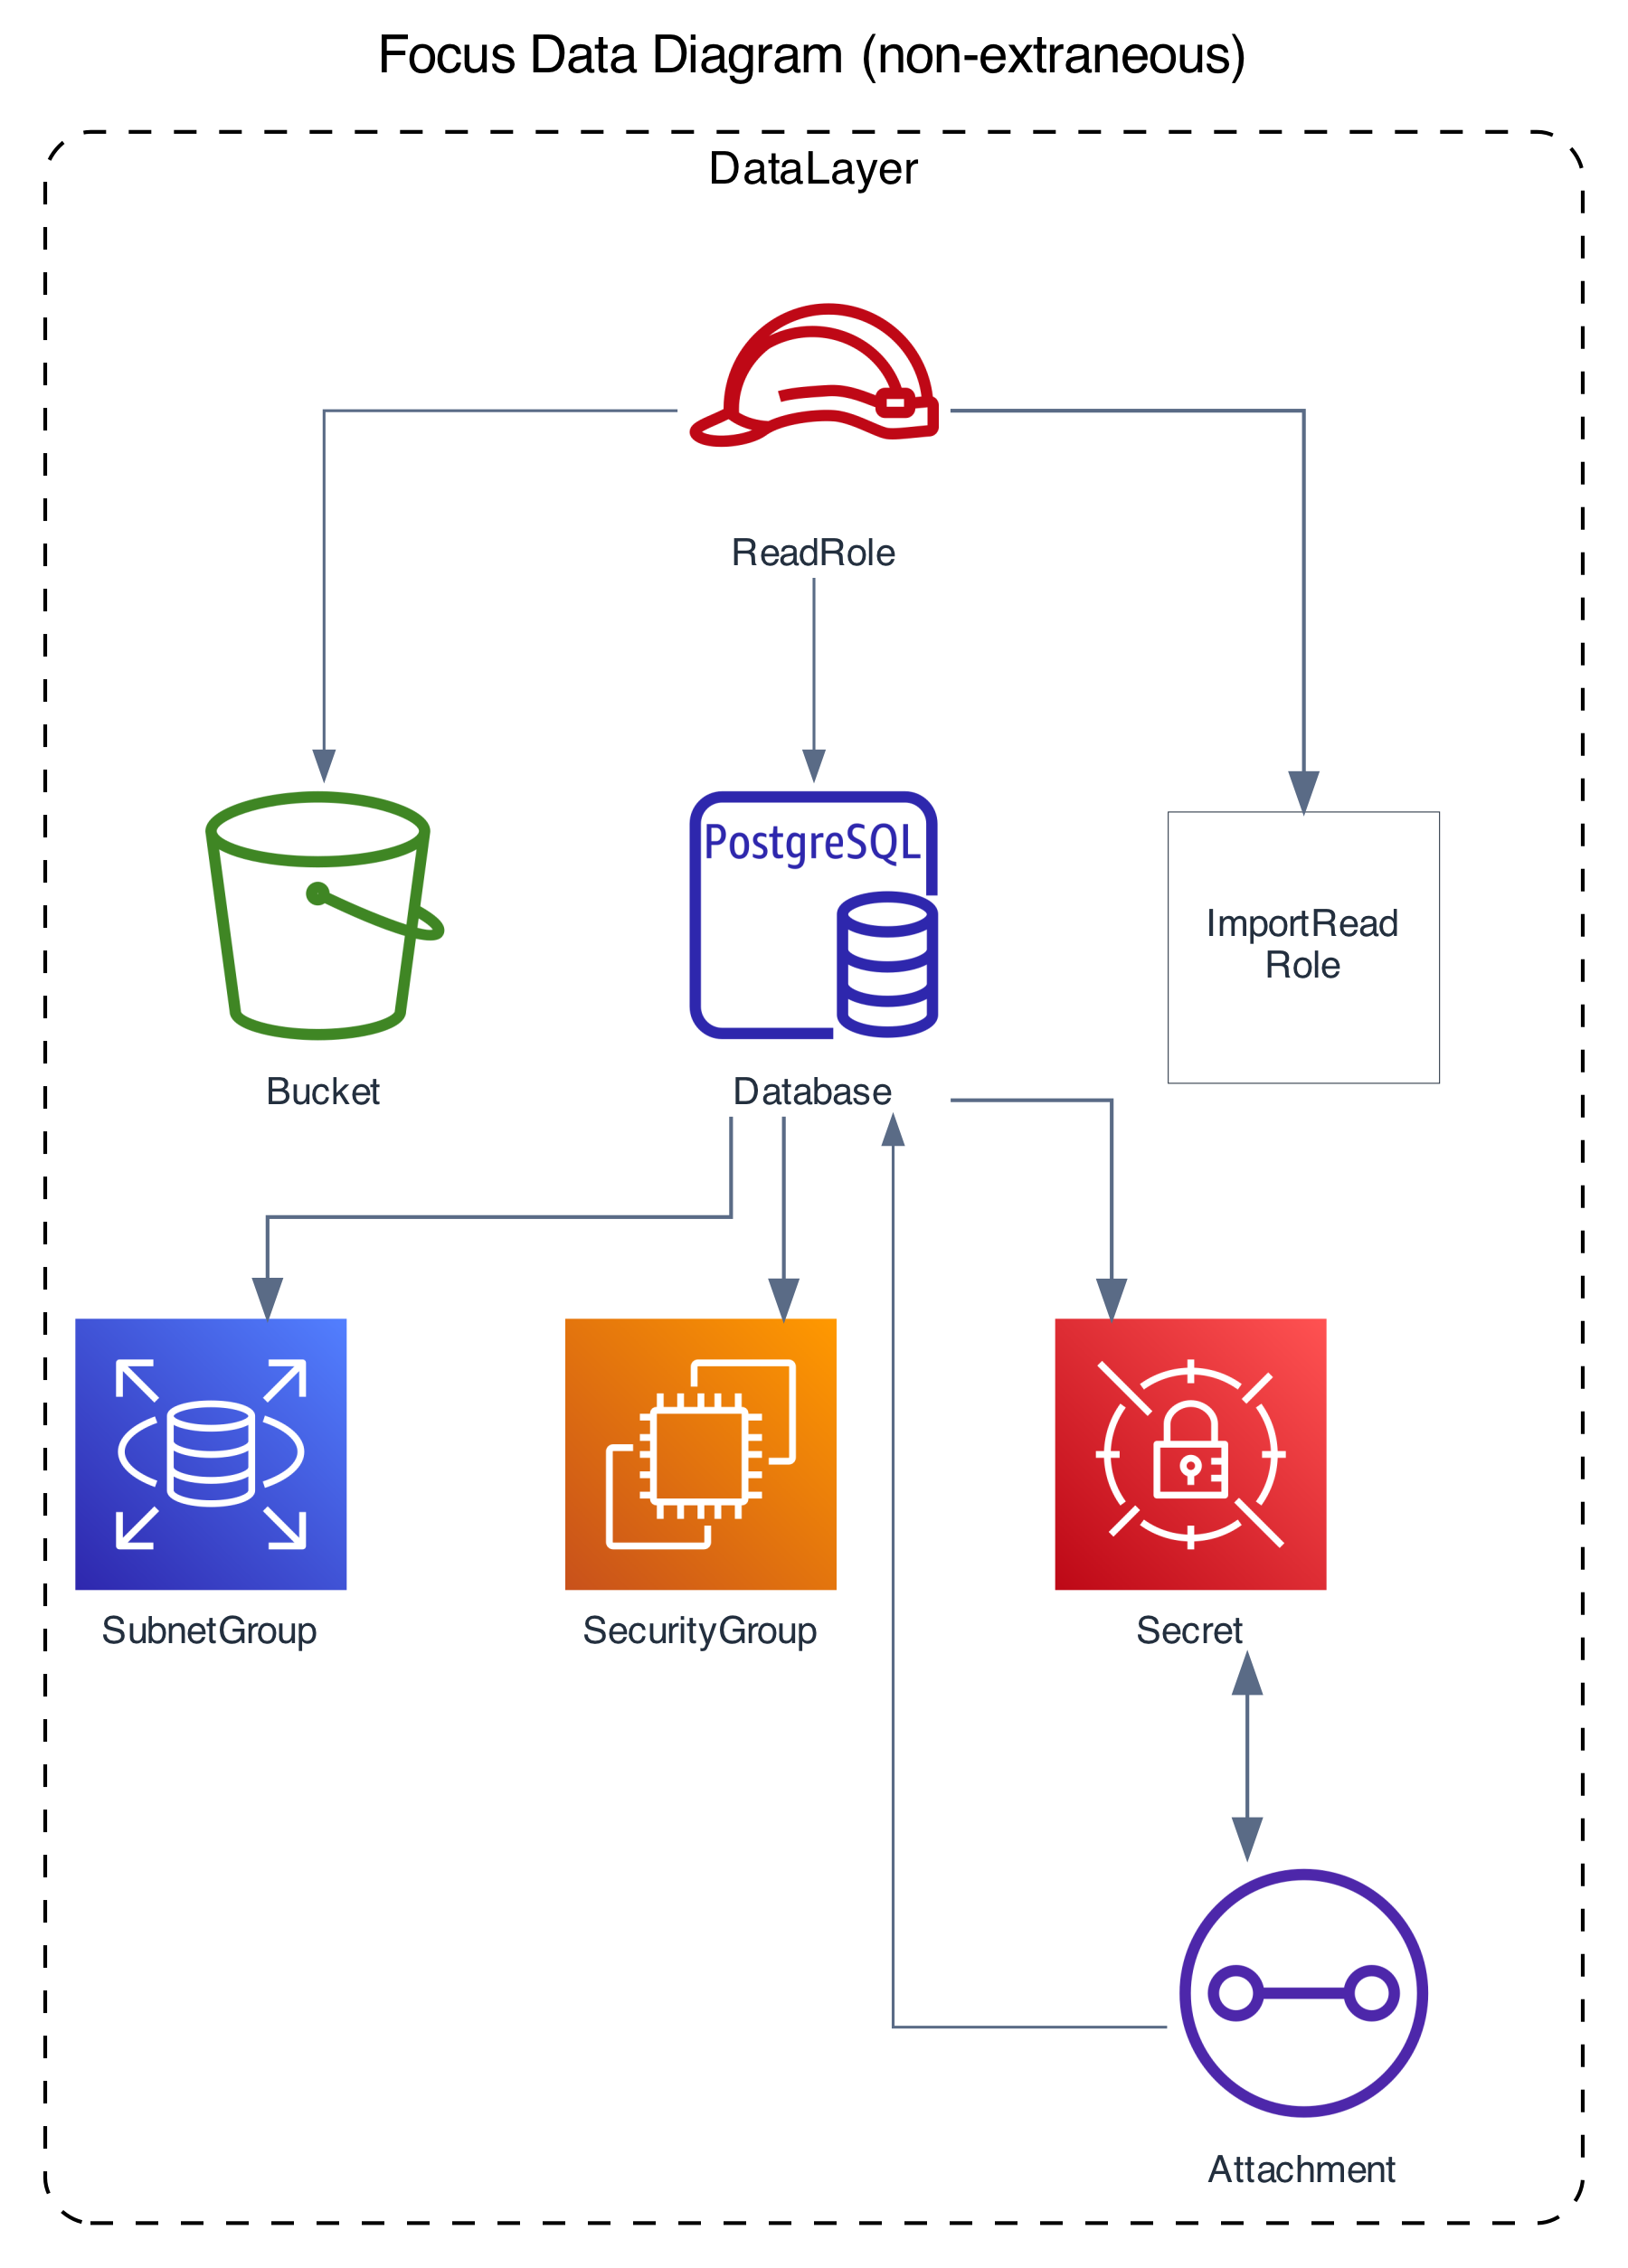 Focus Data Diagram (non-extraneous)
DataLayer
ReadRole
PostgreSQL
ImportRead
Role
Bucket
Database
SubnetGroup
SecurityGroup
Secret
Attachment